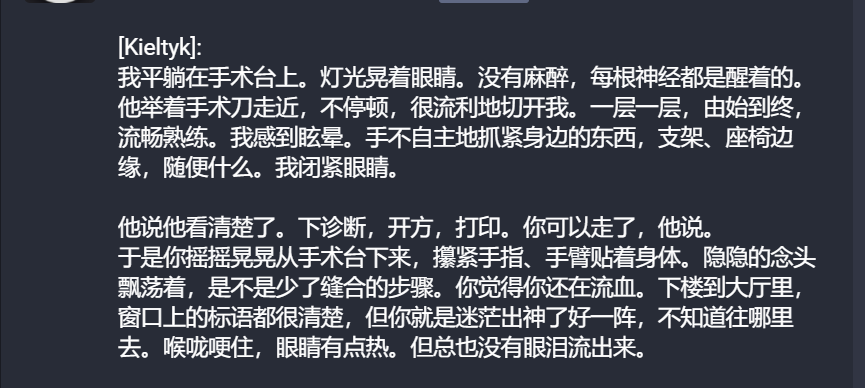 [Kieltyk]:
我平躺在手术台上。灯光晃着眼睛。没有麻醉，每根神经都是醒着的。
他举着手术刀走近，不停顿，很流利地切开我。一层一层，由始到终，
流畅熟练。我感到眩晕。手不自主地抓紧身边的东西，支架、座椅边
缘，随便什么。我闭紧眼睛。
他说他看清楚了。下诊断，开方，打印。你可以走了，他说。
于是你摇摇晃晃从手术台下来，攥紧手指、手臂贴着身体。隐隐的念头
飘荡着，是不是少了缝合的步骤。你觉得你还在流血。下楼到大厅里，
窗口上的标语都很清楚，但你就是迷茫出神了好一阵，不知道往哪里
去。喉咙哽住，眼睛有点热。但总也没有眼泪流出来。